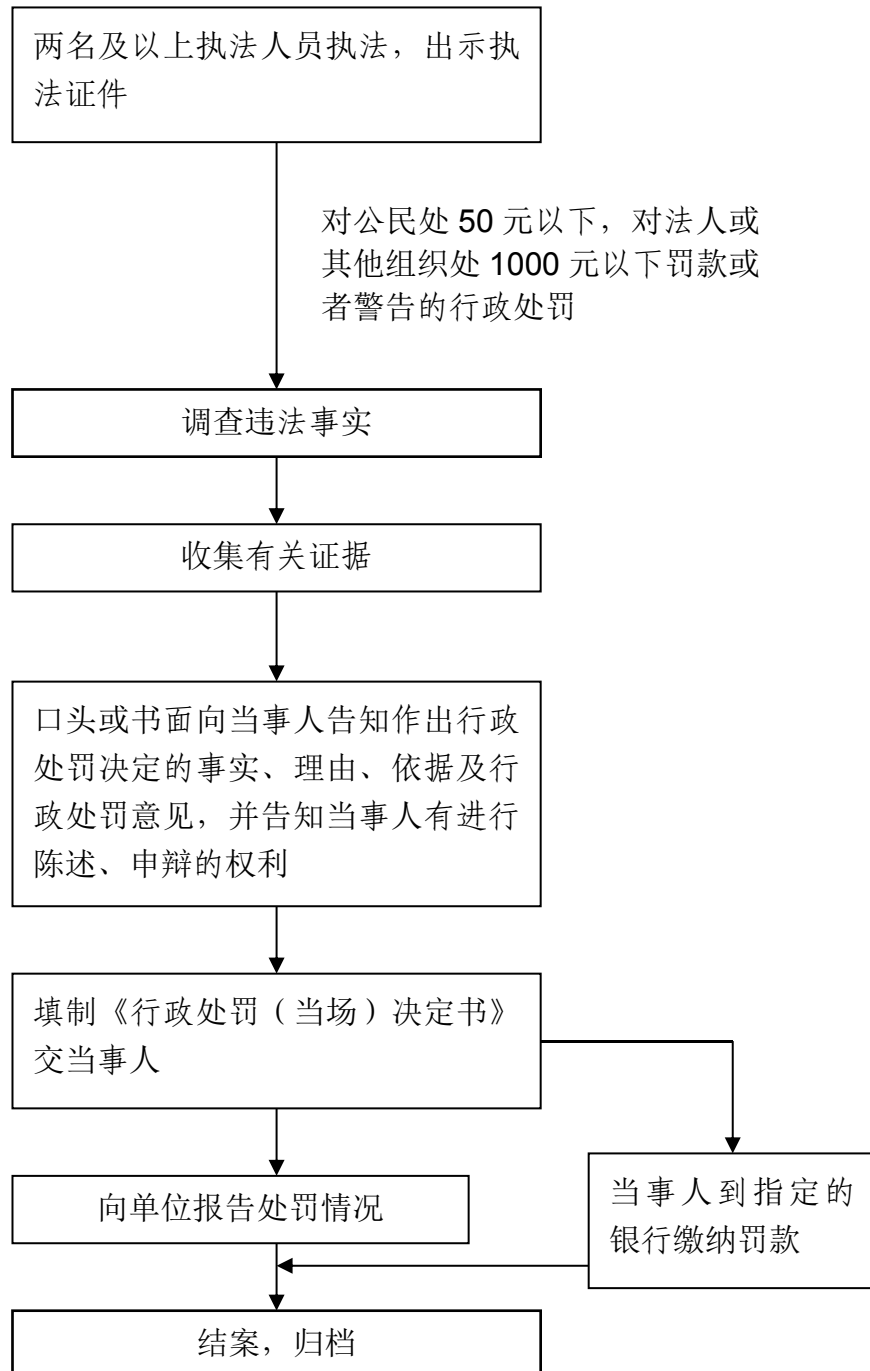 两名及以上执法人员执法，出示执
法证件
对公民处 50 元以下，对法人或
其他组织处 1000 元以下罚款或
者警告的行政处罚
调查违法事实
收集有关证据
口头或书面向当事人告知作出行政
处罚决定的事实、理由、依据及行
政处罚意见，并告知当事人有进行
陈述、申辩的权利
填制《行政处罚（当场）决定书》
交当事人
向单位报告处罚情况
当事人到指定的
银行缴纳罚款
结案，归档